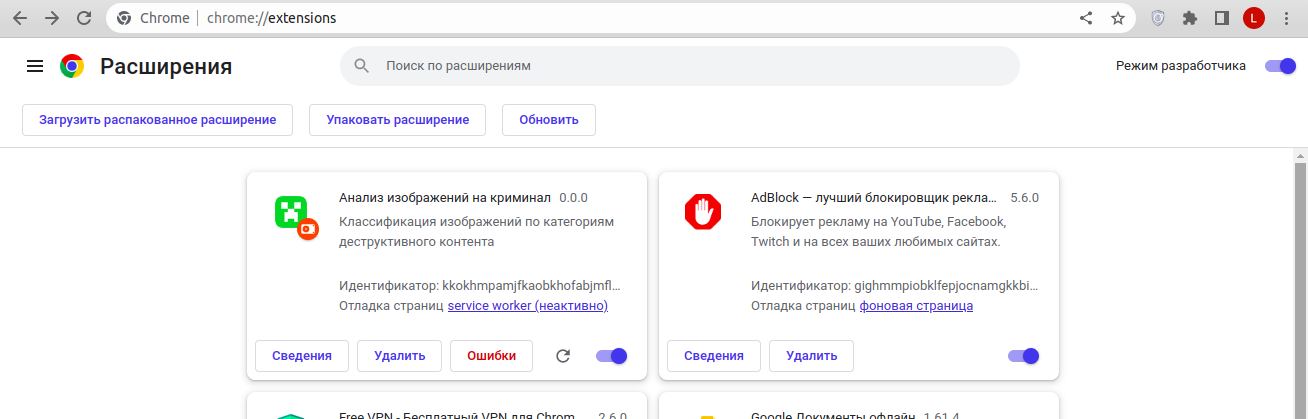 Chrome | chrome://extensions
L
Расширения
Поиск по расширениям
Режим разработчика
Загрузить распакованное расширение
Упаковать расширение
Обновить
Анализ изображений на криминал 0.0.0
Классификация изображений по категориям
деструктивного контента
Идентификатор: kkokhmpamjfkaobkhofabjmfl...
Отладка страниц service worker (неактивно)
Сведения
Удалить
Ошибки
AdBlock — лучший блокировщик рекла... 5.6.0
Блокирует рекламу на YouTube, Facebook,
Twitch и на всех ваших любимых сайтах.
Идентификатор: gighmmpiobklfepjocnamgkkbi...
Отладка страниц фоновая страница
Сведения
Удалить
Free VPN - Бесплатный VPN для Chrom... 2.6.0
Google Документы офлайн 1.61.4